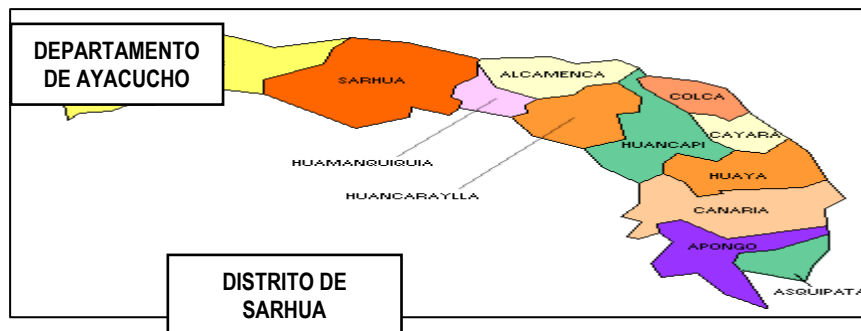 DEPARTAMENTO
DE AYACUCHO
SARHUA
ALCAMENCA
COLCA
CAYARA
HUANCAPI
HUAMANQUIQUIA
HUAYA
HUANCARAYLLA
CANARIA
APONGO
ASQUIPATA
DISTRITO DE
SARHUA